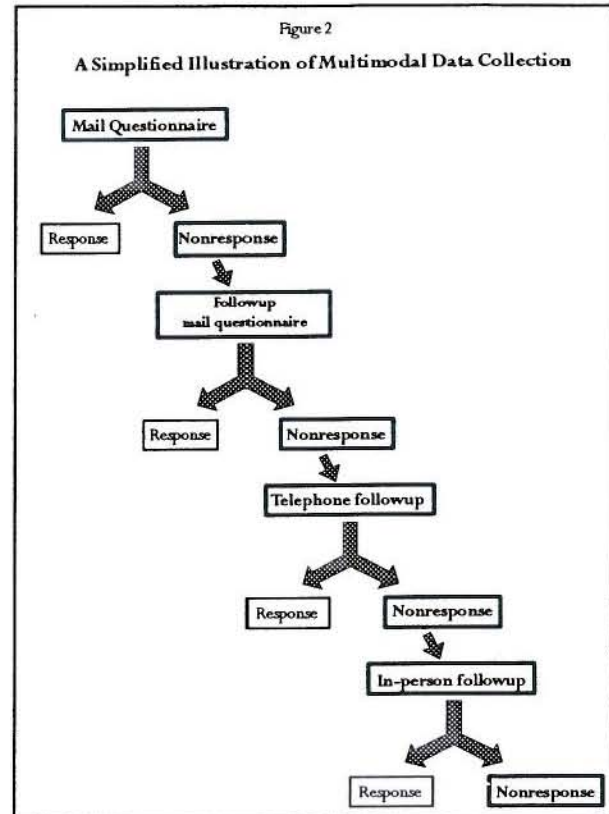 Figure 2
A Simplified Illustration of Multimodal Data Collection
Mail Questionnaire
Response
Nonresponse
Followup
mail questionnaire
Response
Nonresponse
Telephone followup
Response
Nonresponse
In-person followup
Response
Nonresponse